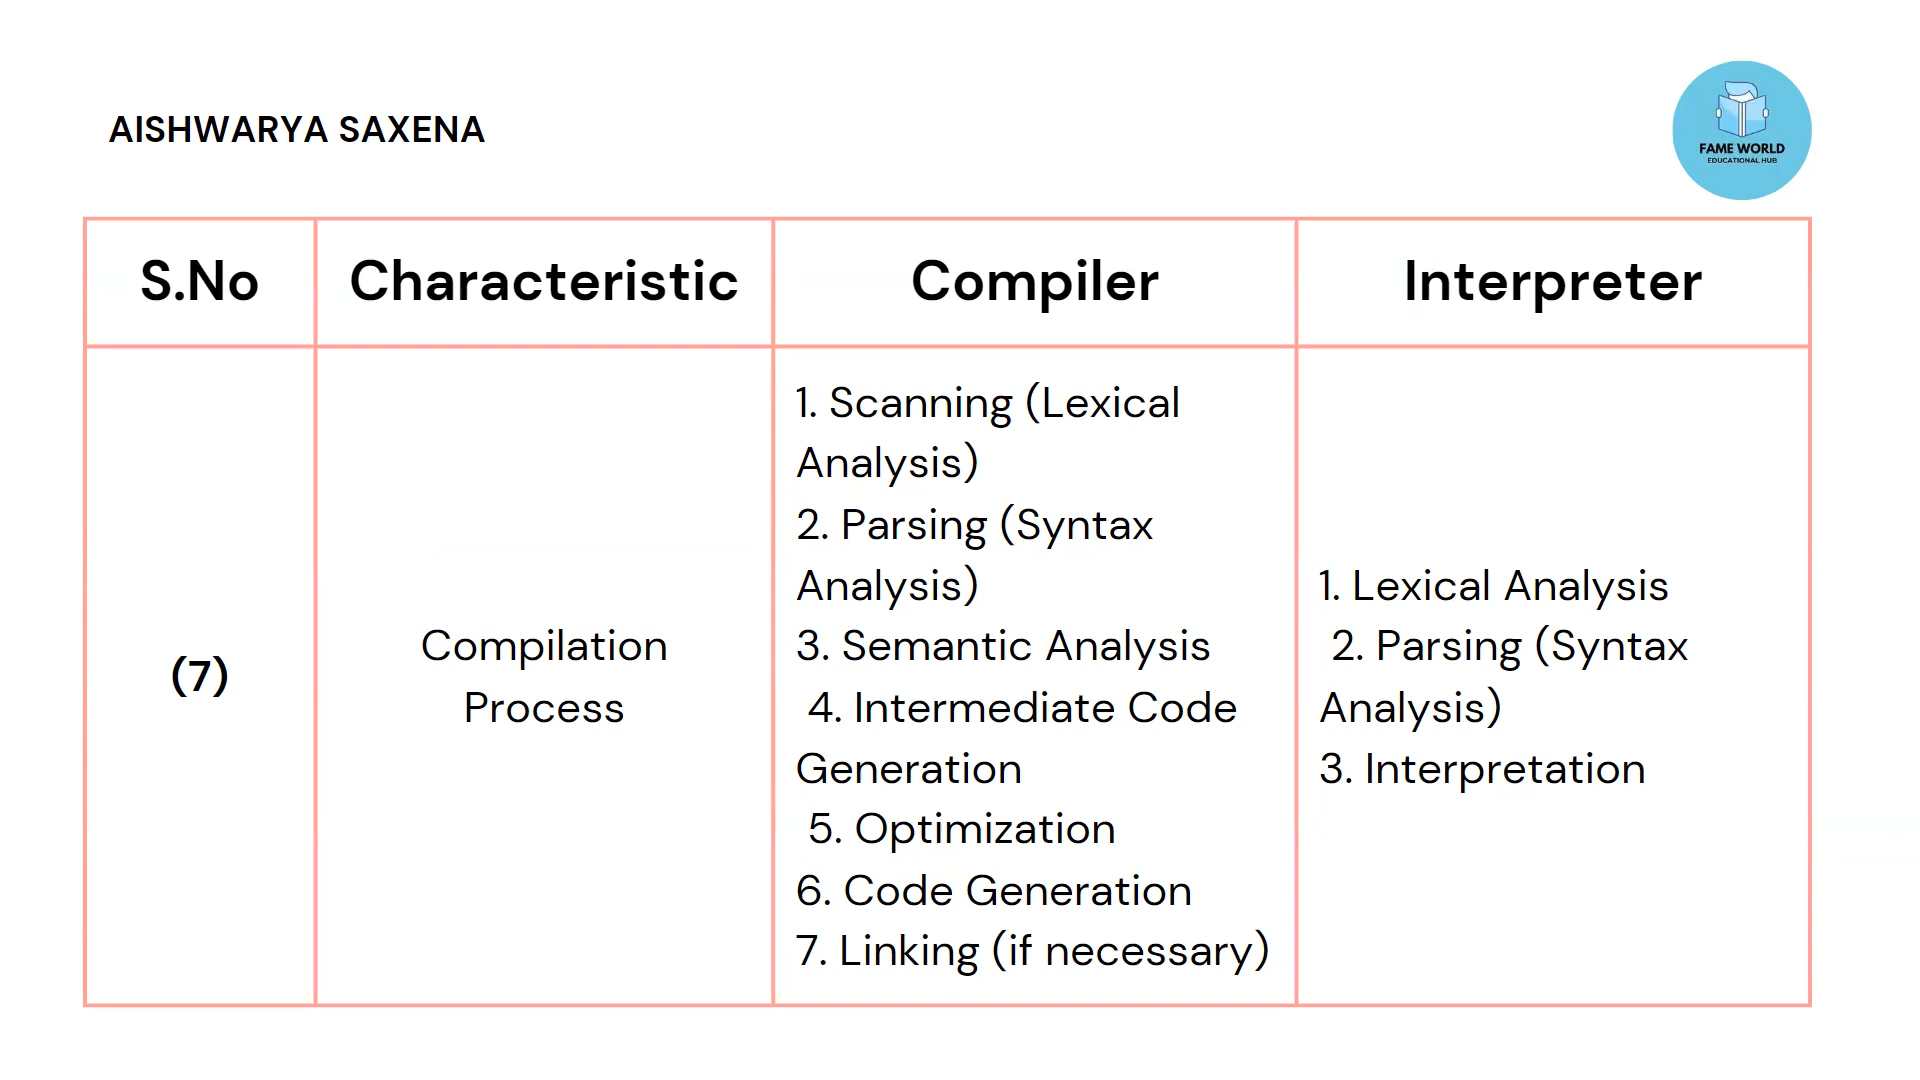 AISHWARYA SAXENA
FAME WORLD
EDUCATIONAL HUB
S.No
Characteristic
Compiler
Interpreter
(7)
Compilation
Process
1. Scanning (Lexical
Analysis)
2. Parsing (Syntax
Analysis)
3. Semantic Analysis
4. Intermediate Code
Generation
5. Optimization
6. Code Generation
7. Linking (if necessary)
1. Lexical Analysis
2. Parsing (Syntax
Analysis)
3. Interpretation